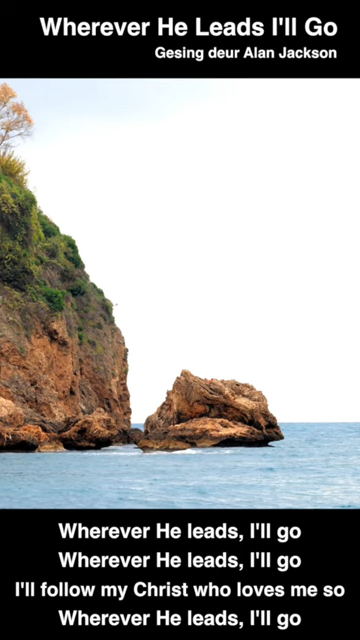 Wherever He Leads I'll Go
Gesing deur Alan Jackson
Wherever He leads, I'll go
Wherever He leads, I'll go
I'll follow my Christ who loves me so
Wherever He leads, I'll go